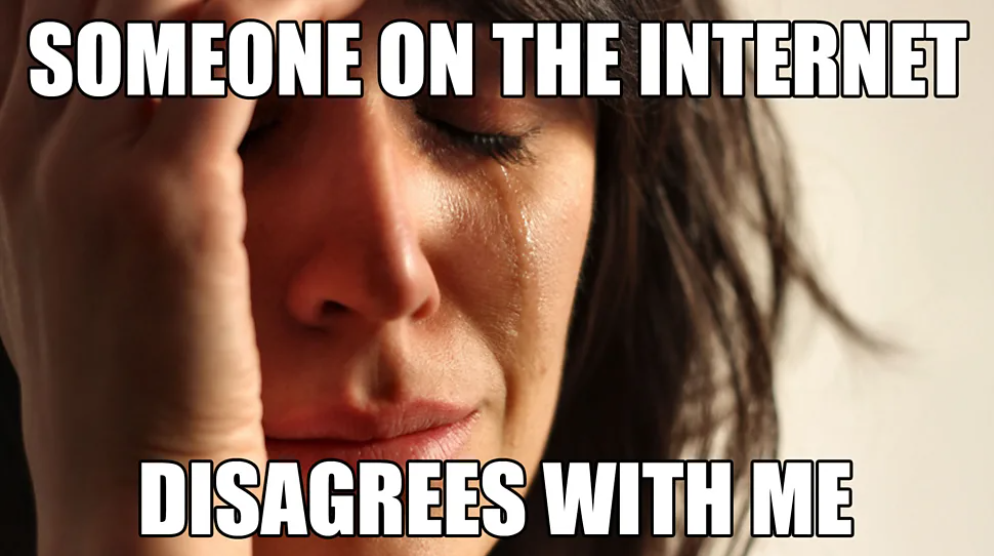 SOMEONE ON THE INTERNET
DISAGREES WITH ME